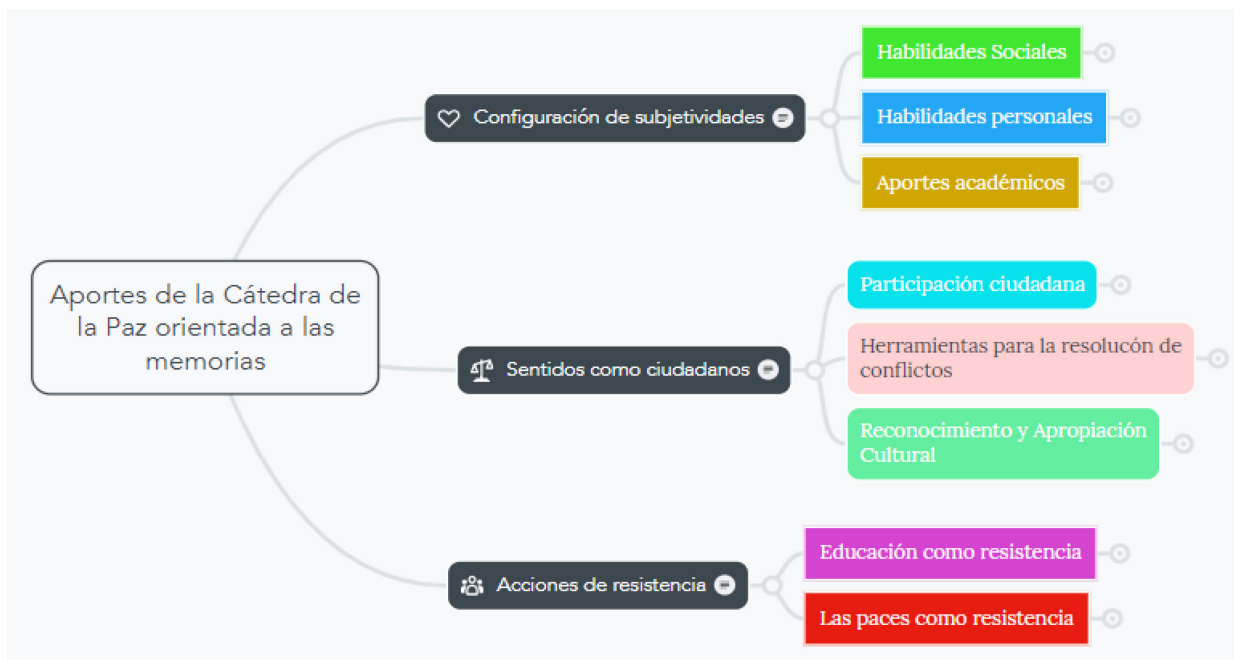 Habilidades Sociales
Configuración de subjetividades
Habilidades personales
Aportes académicos
Aportes de la Cátedra de
la Paz orientada a las
memorias
Participación ciudadana
Sentidos como ciudadanos
Herramientas para la resolucón de
conflictos
Reconocimiento y Apropiación
Cultural
Acciones de resistencia
Educación como resistencia
Las paces como resistencia